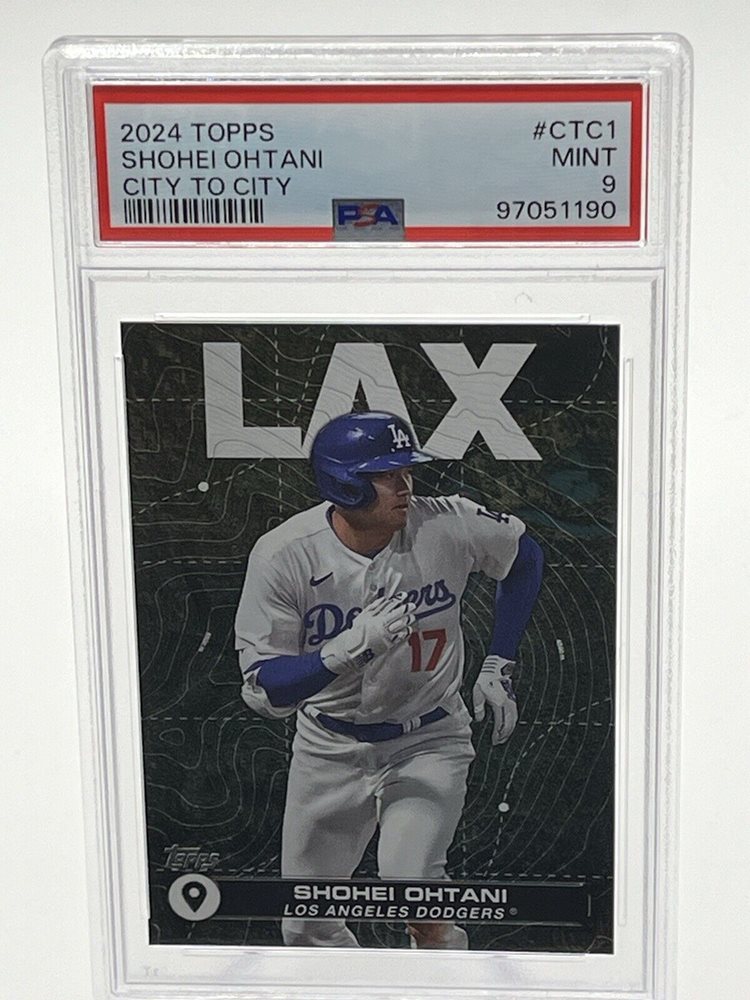 2024 TOPPS
#CTC1
SHOHEI OHTANI
MINT
CITY TO CITY
9
PSA
97051190
LAX
LA
LA
Dodgers
17
Topps
SHOHEI OHTANI
LOS ANGELES DODGERS®